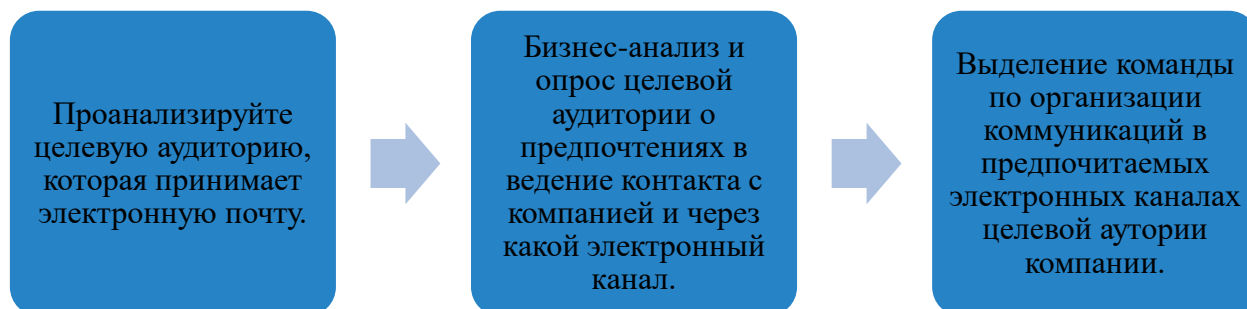 Проанализируйте
целевую аудиторию,
которая принимает
электронную почту.
Бизнес-анализ и
опрос целевой
аудитории о
предпочтениях в
ведение контакта с
компанией и через
какой электронный
канал.
Выделение команды
по организации
коммуникаций в
предпочитаемых
электронных каналах
целевой аутории
компании.